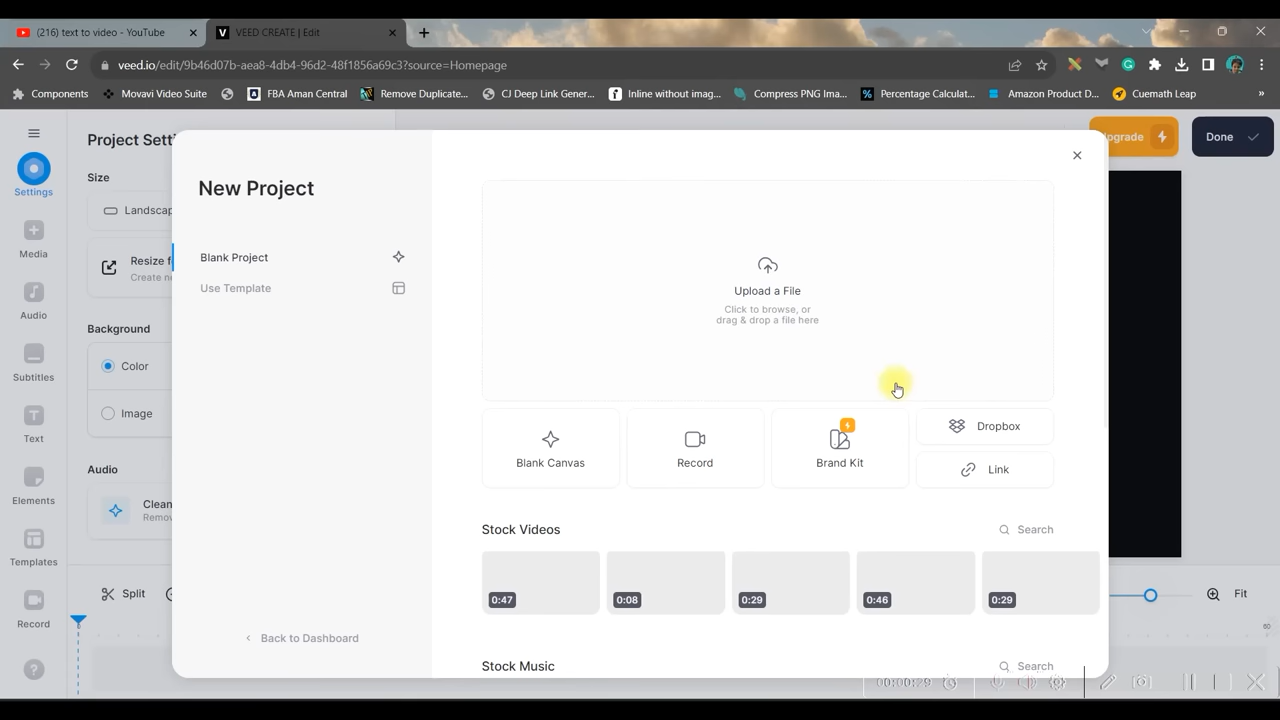 (216) text to video - YouTube
VEED CREATE | Edit
veed.io/edit/9b46d07b-aea8-4db4-96d2-48f1856a69c3?source=Homepage
Components
Movavi Video Suite
FBA Aman Central
Remove Duplicate...
CJ Deep Link Gener...
Inline without imag...
Compress PNG Ima...
Percentage Calculat...
Amazon Product D...
Cuemath Leap
»
Project Setti
pgrade
Done
Settings
Media
Audio
Subtitles
Text
Elements
Templates
Record
Size
Landscap
Resize f
Create n
Background
Color
Image
Audio
Clean
Remov
Split
New Project
Blank Project
Use Template
Back to Dashboard
Upload a File
Click to browse, or
drag & drop a file here
Blank Canvas
Record
Brand Kit
Dropbox
Link
Stock Videos
Search
0:47
0:08
0:29
0:46
0:29
Stock Music
Search
Fit
60
00:00:29